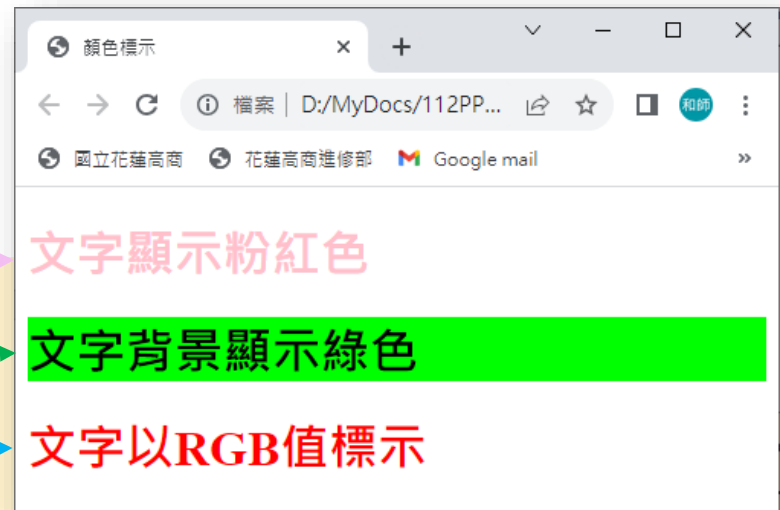 顏色標示
檔案 | D:/MyDocs/112PP...
和師
國立花蓮高商 花蓮高商進修部 Google mail
文字顯示粉紅色
文字背景顯示綠色
文字以RGB值標示